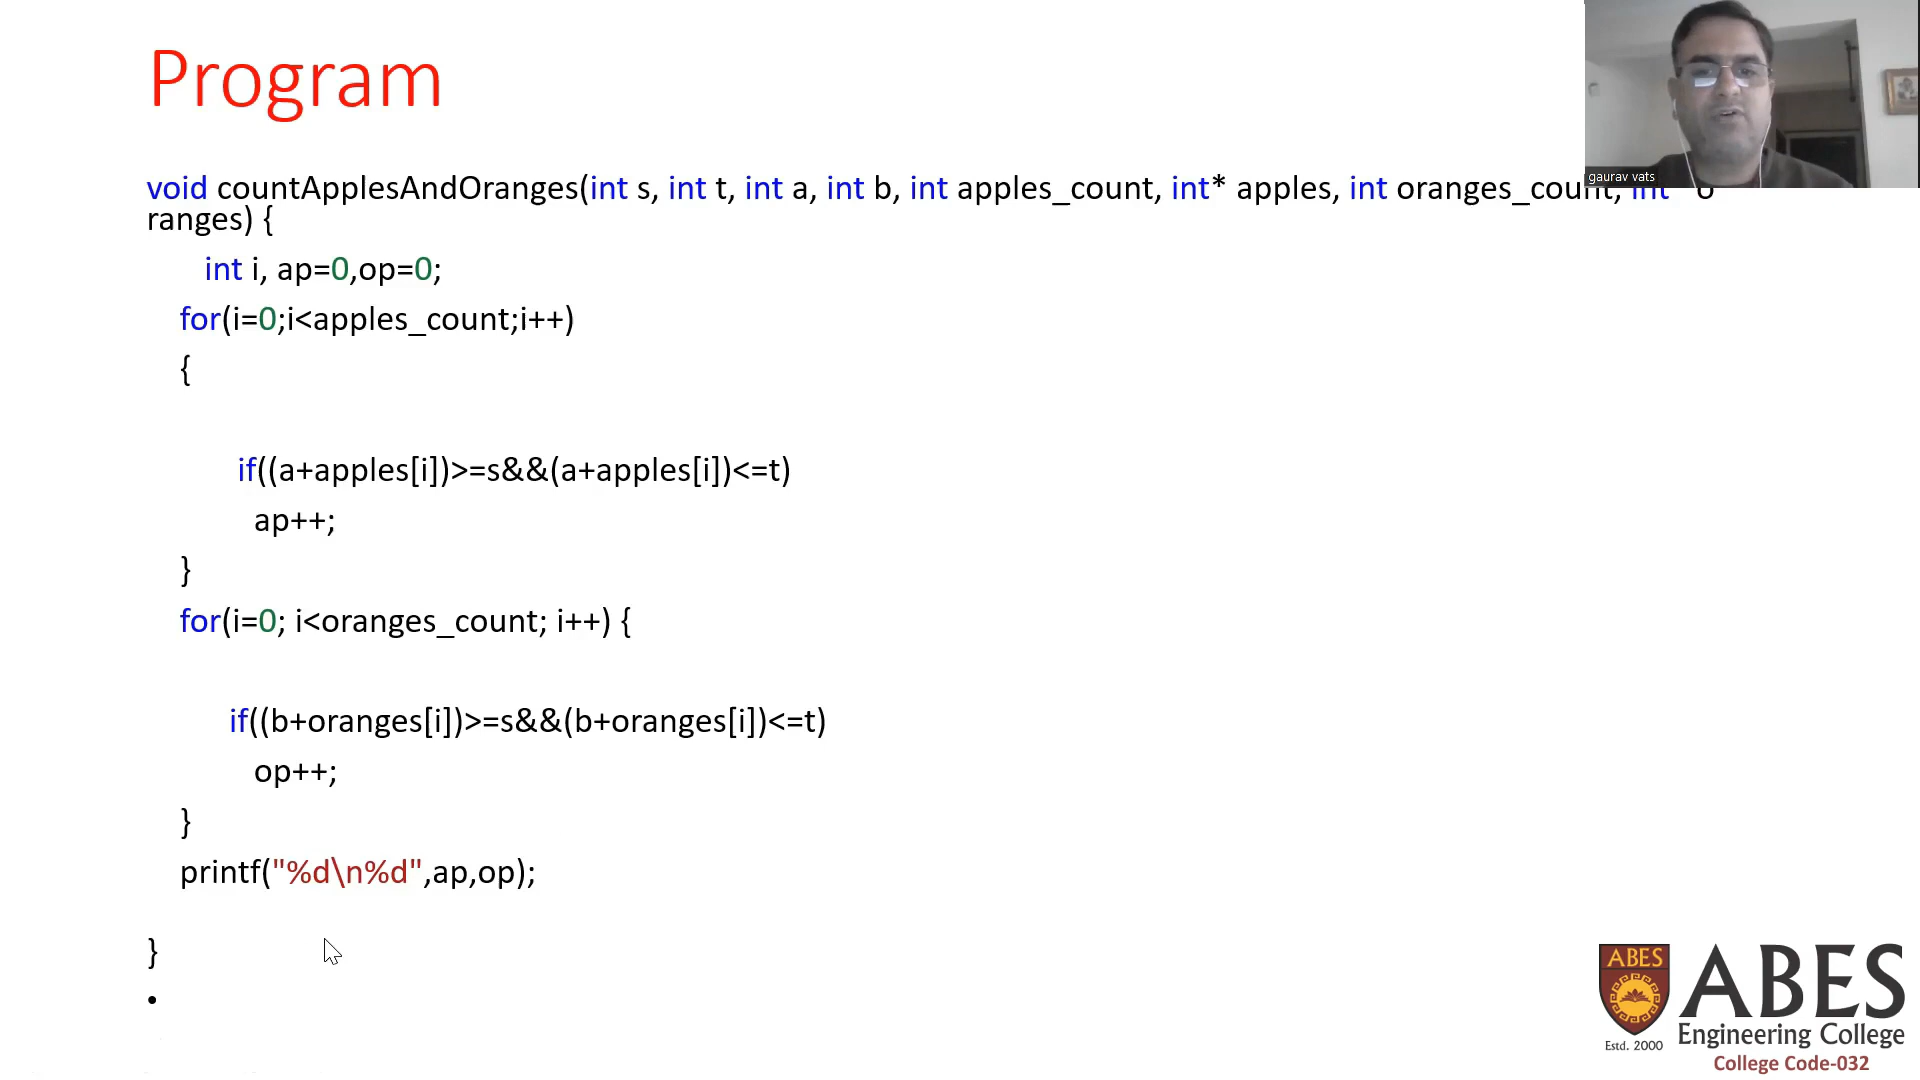 Program
gaurav vats
void countApplesAndOranges(int s, int t, int a, int b, int apples_count, int* apples, int oranges_count, int* o
ranges) {
int i, ap=0,op=0;
for(i=0;i<apples_count;i++)
{
if((a+apples[i])>=s&&(a+apples[i])<=t)
ap++;
}
for(i=0; i<oranges_count; i++) {
if((b+oranges[i])>=s&&(b+oranges[i])<=t)
op++;
}
printf("%d\n%d",ap,op);
}
•
ABES
Estd. 2000
ABES
Engineering College
College Code-032